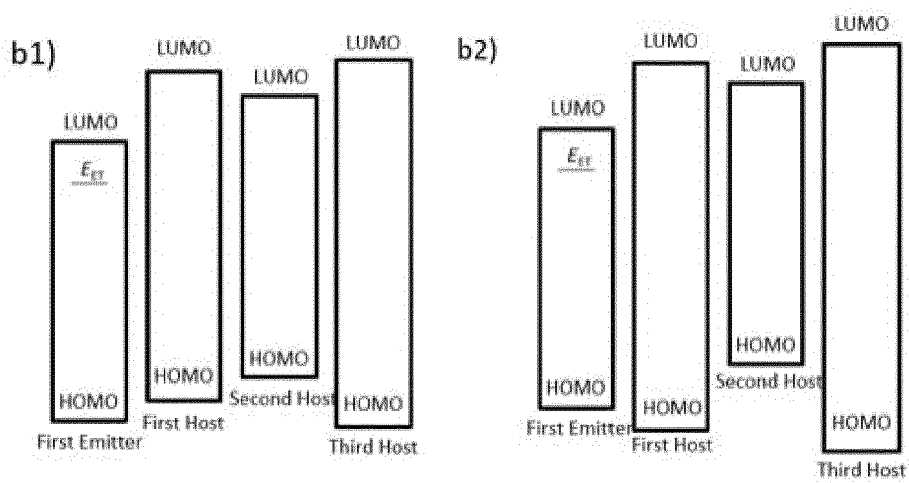 b1)
LUMO
LUMO
LUMO
LUMO
E_ET
HOMO
HOMO
HOMO
HOMO
First Emitter
First Host
Second Host
Third Host
b2)
LUMO
LUMO
LUMO
LUMO
E_ET
HOMO
HOMO
HOMO
HOMO
First Emitter
First Host
Second Host
Third Host